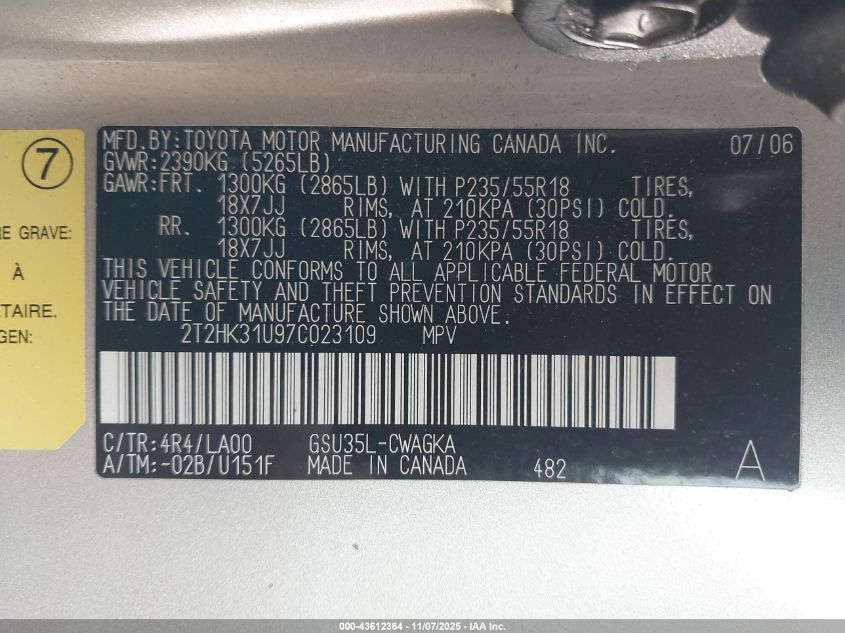 7
E GRAVE:
À
TAIRE.
GEN:
MFD.BY:TOYOTA MOTOR MANUFACTURING CANADA INC. 07/06
GVWR:2390KG (5265LB)
GAWR:FRT. 1300KG (2865LB) WITH P235/55R18 TIRES,
18X7JJ RIMS, AT 210KPA (30PSI) COLD.
RR. 1300KG (2865LB) WITH P235/55R18 TIRES,
18X7JJ RIMS, AT 210KPA (30PSI) COLD.
THIS VEHICLE CONFORMS TO ALL APPLICABLE FEDERAL MOTOR
VEHICLE SAFETY AND THEFT PREVENTION STANDARDS IN EFFECT ON
THE DATE OF MANUFACTURE SHOWN ABOVE.
2T2HK31U97C023109 MPV
C/TR:4R4/LA00 GSU35L-CWAGKA
A/TM:-02B/U151F MADE IN CANADA 482 A
000-43612364 - 11/07/2025 - IAA Inc.